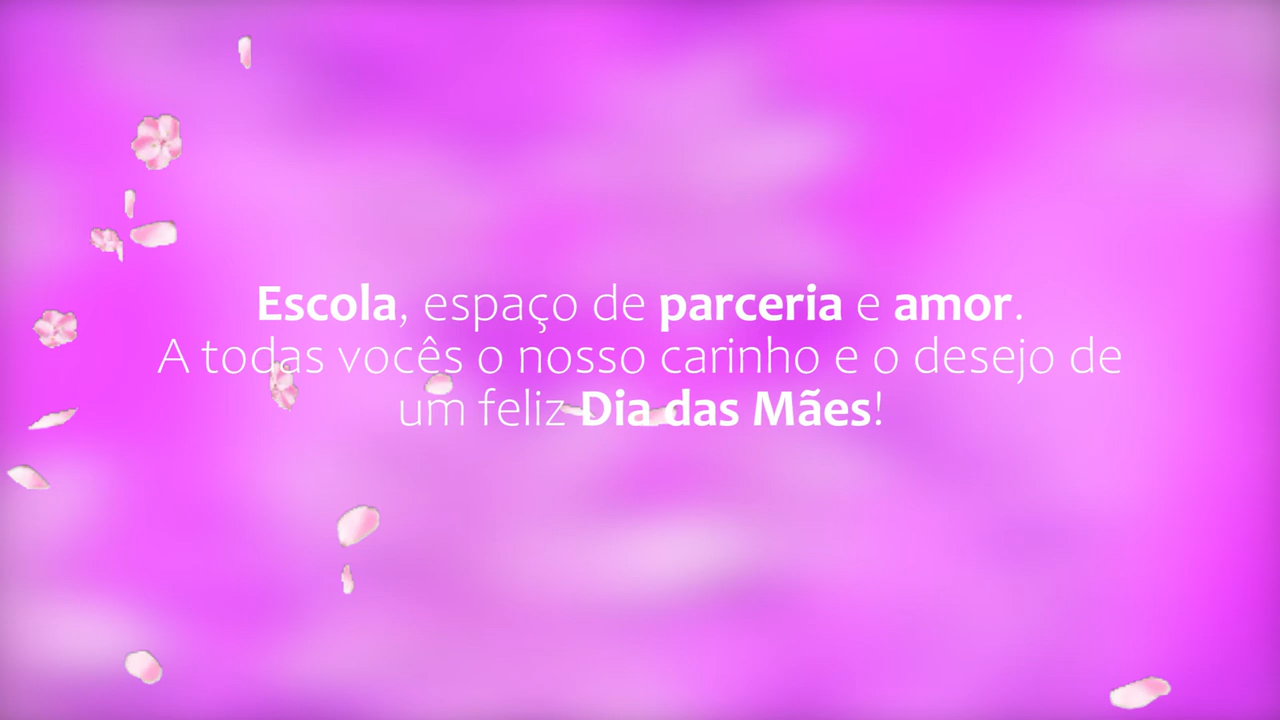 Escola, espaço de parceria e amor.
A todas vocês o nosso carinho e o desejo de
um feliz Dia das Mães!